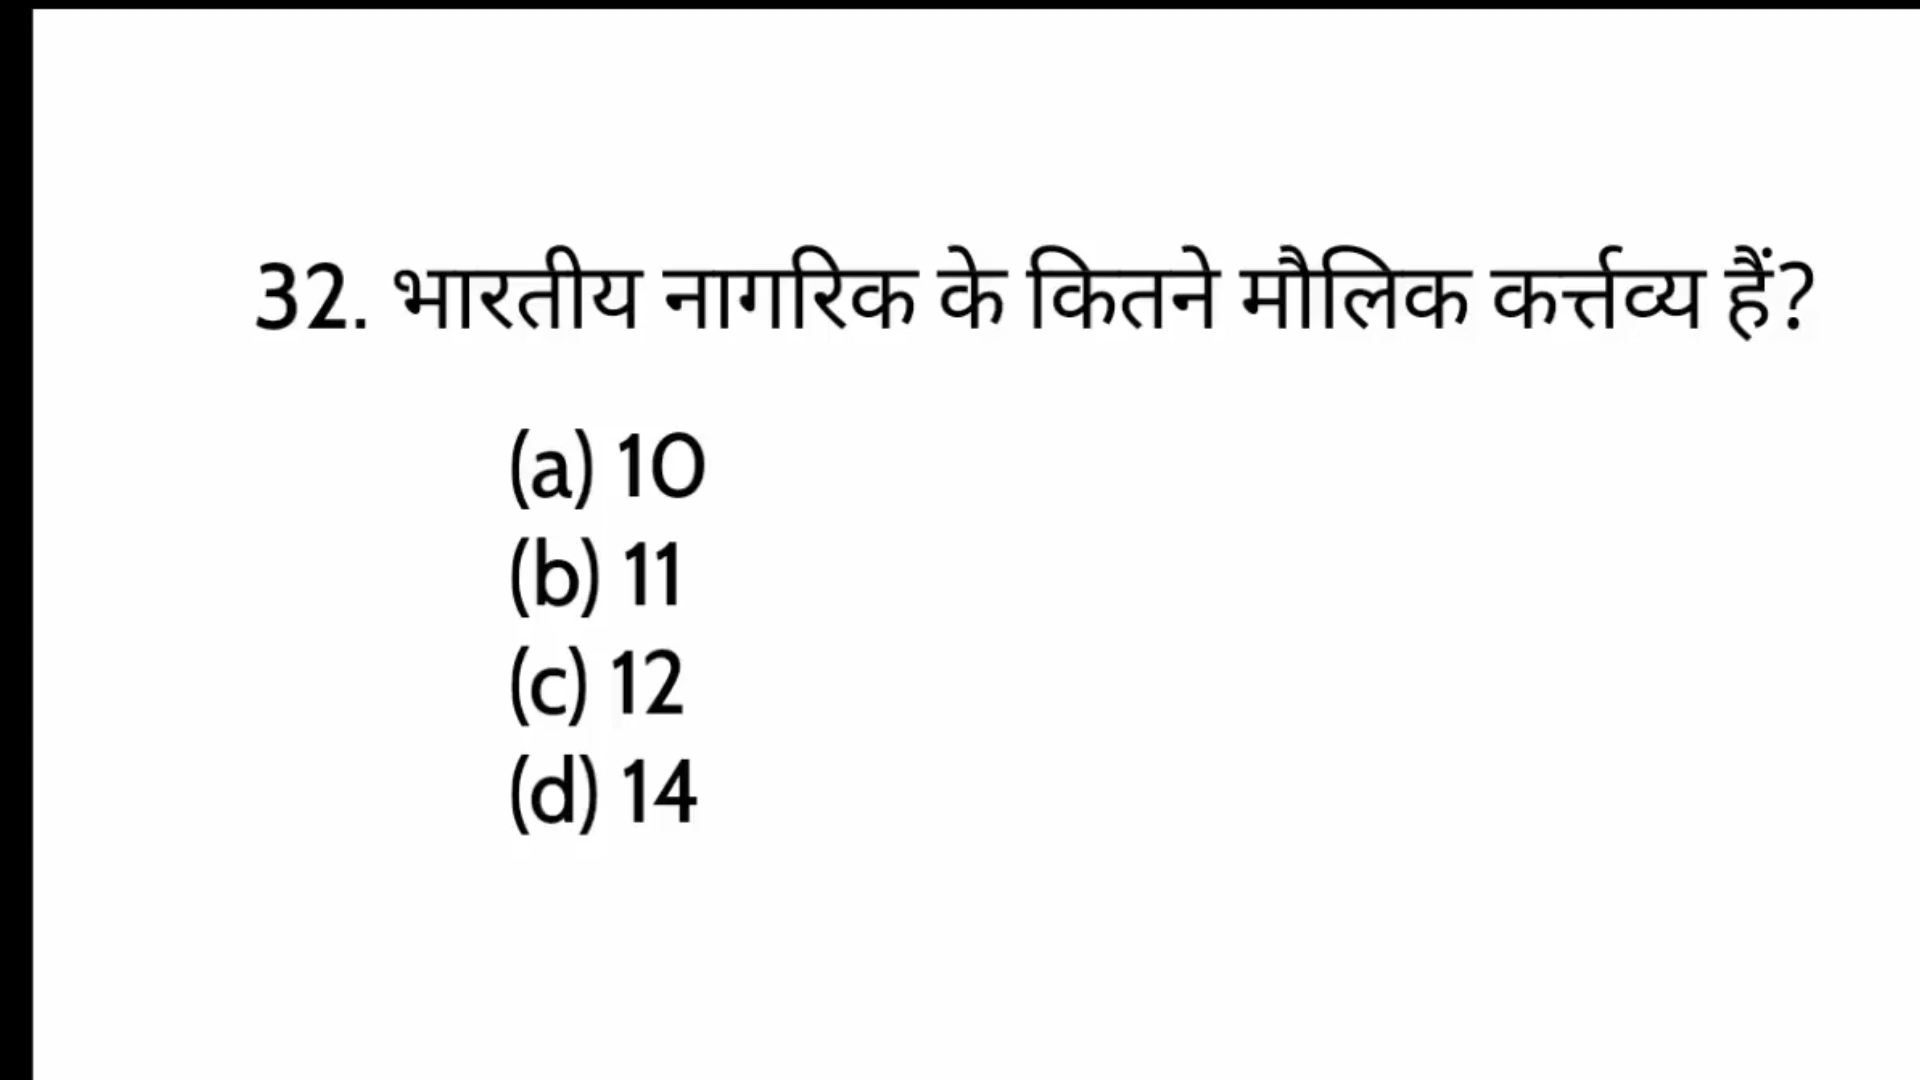 32. भारतीय नागरिक के कितने मौलिक कर्त्तव्य हैं?
(a) 10
(b) 11
(c) 12
(d) 14